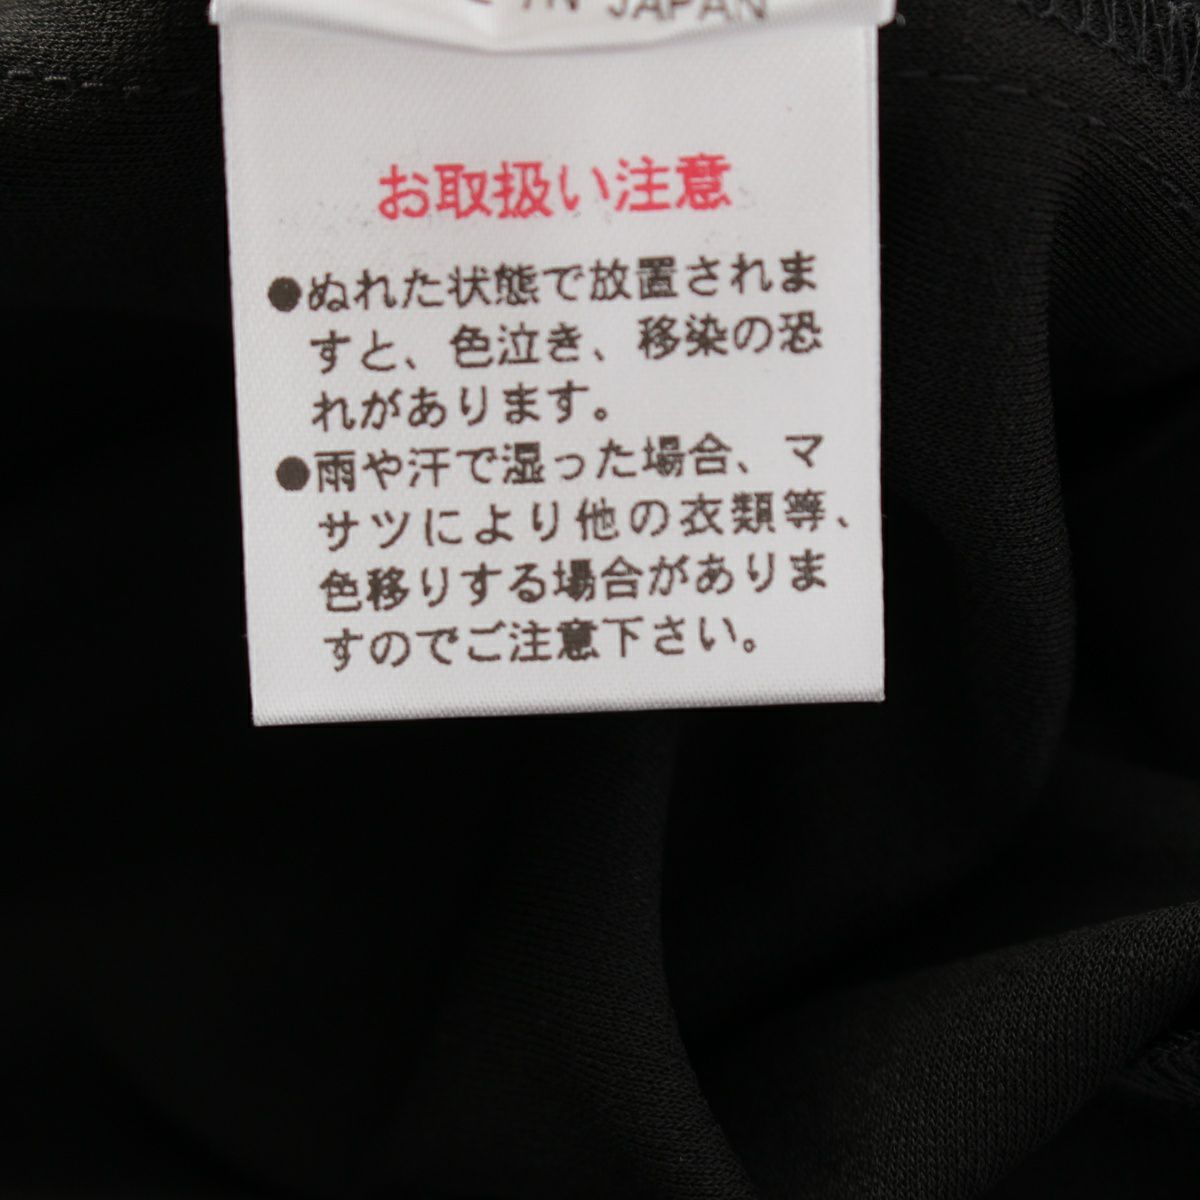 IN JAPAN
お取扱い注意
●ぬれた状態で放置されま
すと、色泣き、移染の恐
れがあります。
●雨や汗で湿った場合、マ
サツにより他の衣類等、
色移りする場合がありま
すのでご注意下さい。